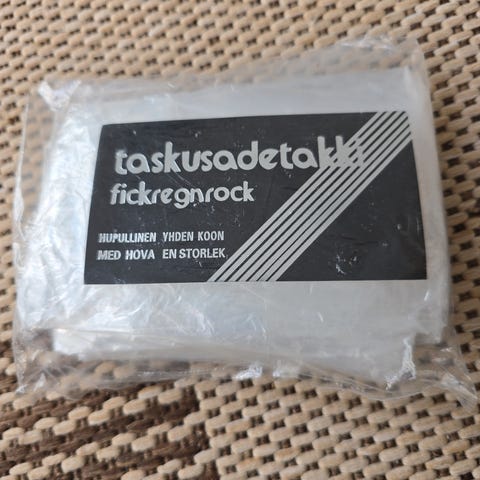 taskusadetakki
fickregnrock
HUPULLINEN YHDEN KOON
MED HOVA EN STORLEK